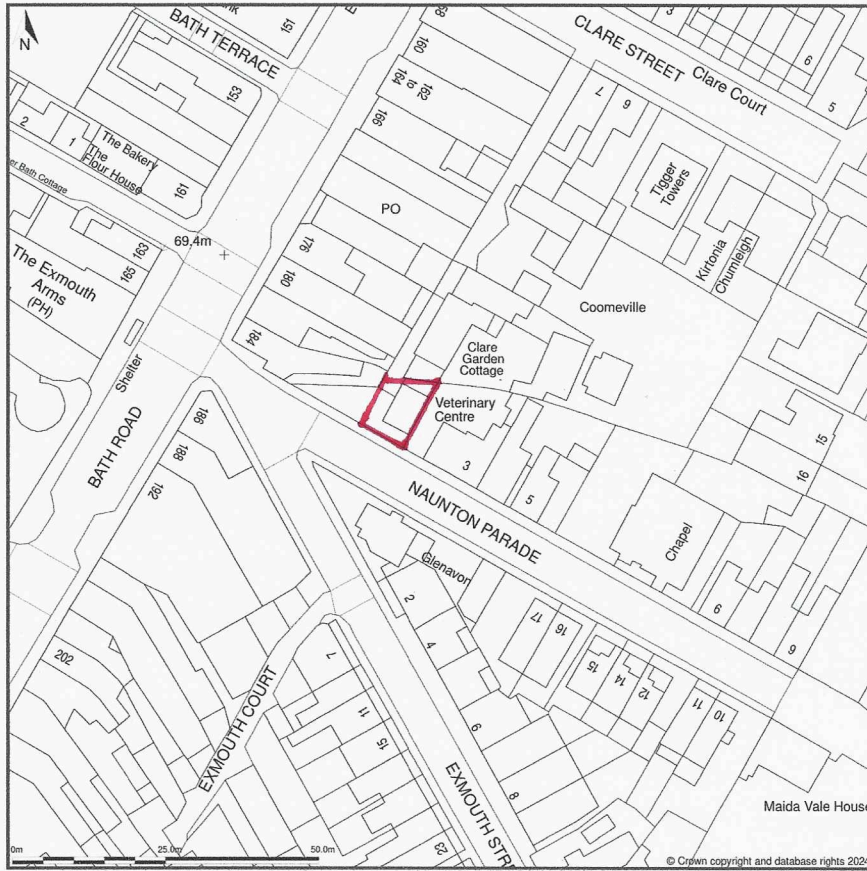 N
BATH TERRACE
151
153
2
1
The Bakery
The
Flour House
161
er Bath Cottage
163
165
69.4m
The Exmouth
Arms
(PH)
Shelter
BATH ROAD
160
162
to
164
166
PO
176
180
184
CLARE STREET
Clare Court
3
6
5
7
6
Tigger
Towers
Kirtonia
Chumleigh
Coomeville
Clare
Garden
Cottage
Veterinary
Centre
3
5
15
16
NAUNTON PARADE
Chapel
9
6
186
188
192
202
Glenavon
2
4
6
8
17
16
15
14
12
11
10
EXMOUTH COURT
7
11
15
23
EXMOUTH STR
Maida Vale House
0m
25.0m
50.0m
© Crown copyright and database rights 2024